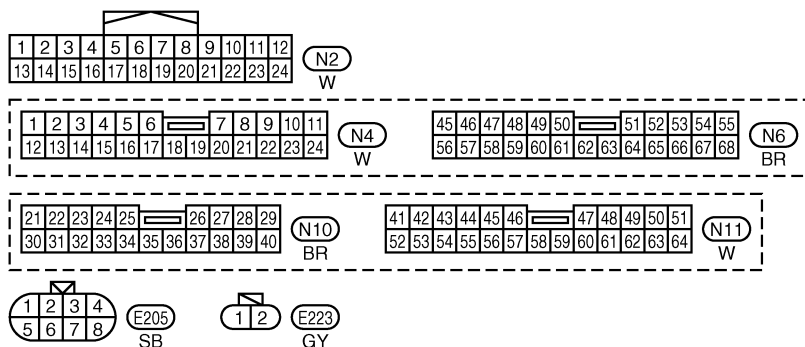 1 2 3 4 5 6 7 8 9 10 11 12
13 14 15 16 17 18 19 20 21 22 23 24
N2
W
1 2 3 4 5 6 7 8 9 10 11
12 13 14 15 16 17 18 19 20 21 22 23 24
N4
W
45 46 47 48 49 50 51 52 53 54 55
56 57 58 59 60 61 62 63 64 65 66 67 68
N6
BR
21 22 23 24 25 26 27 28 29
30 31 32 33 34 35 36 37 38 39 40
N10
BR
41 42 43 44 45 46 47 48 49 50 51
52 53 54 55 56 57 58 59 60 61 62 63 64
N11
W
1 2 3 4
5 6 7 8
E205
SB
1 2
E223
GY